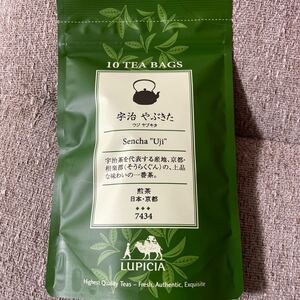 10 TEA BAGS
宇治 やぶきた
ウジ ヤブキタ
Sencha "Uji"
宇治茶を代表する産地、京都・
相楽郡(そうらくぐん)の、上品
な味わいの一番茶。
煎茶
日本・京都
7434
LUPICIA
Highest Quality Teas – Fresh, Authentic, Exquisite